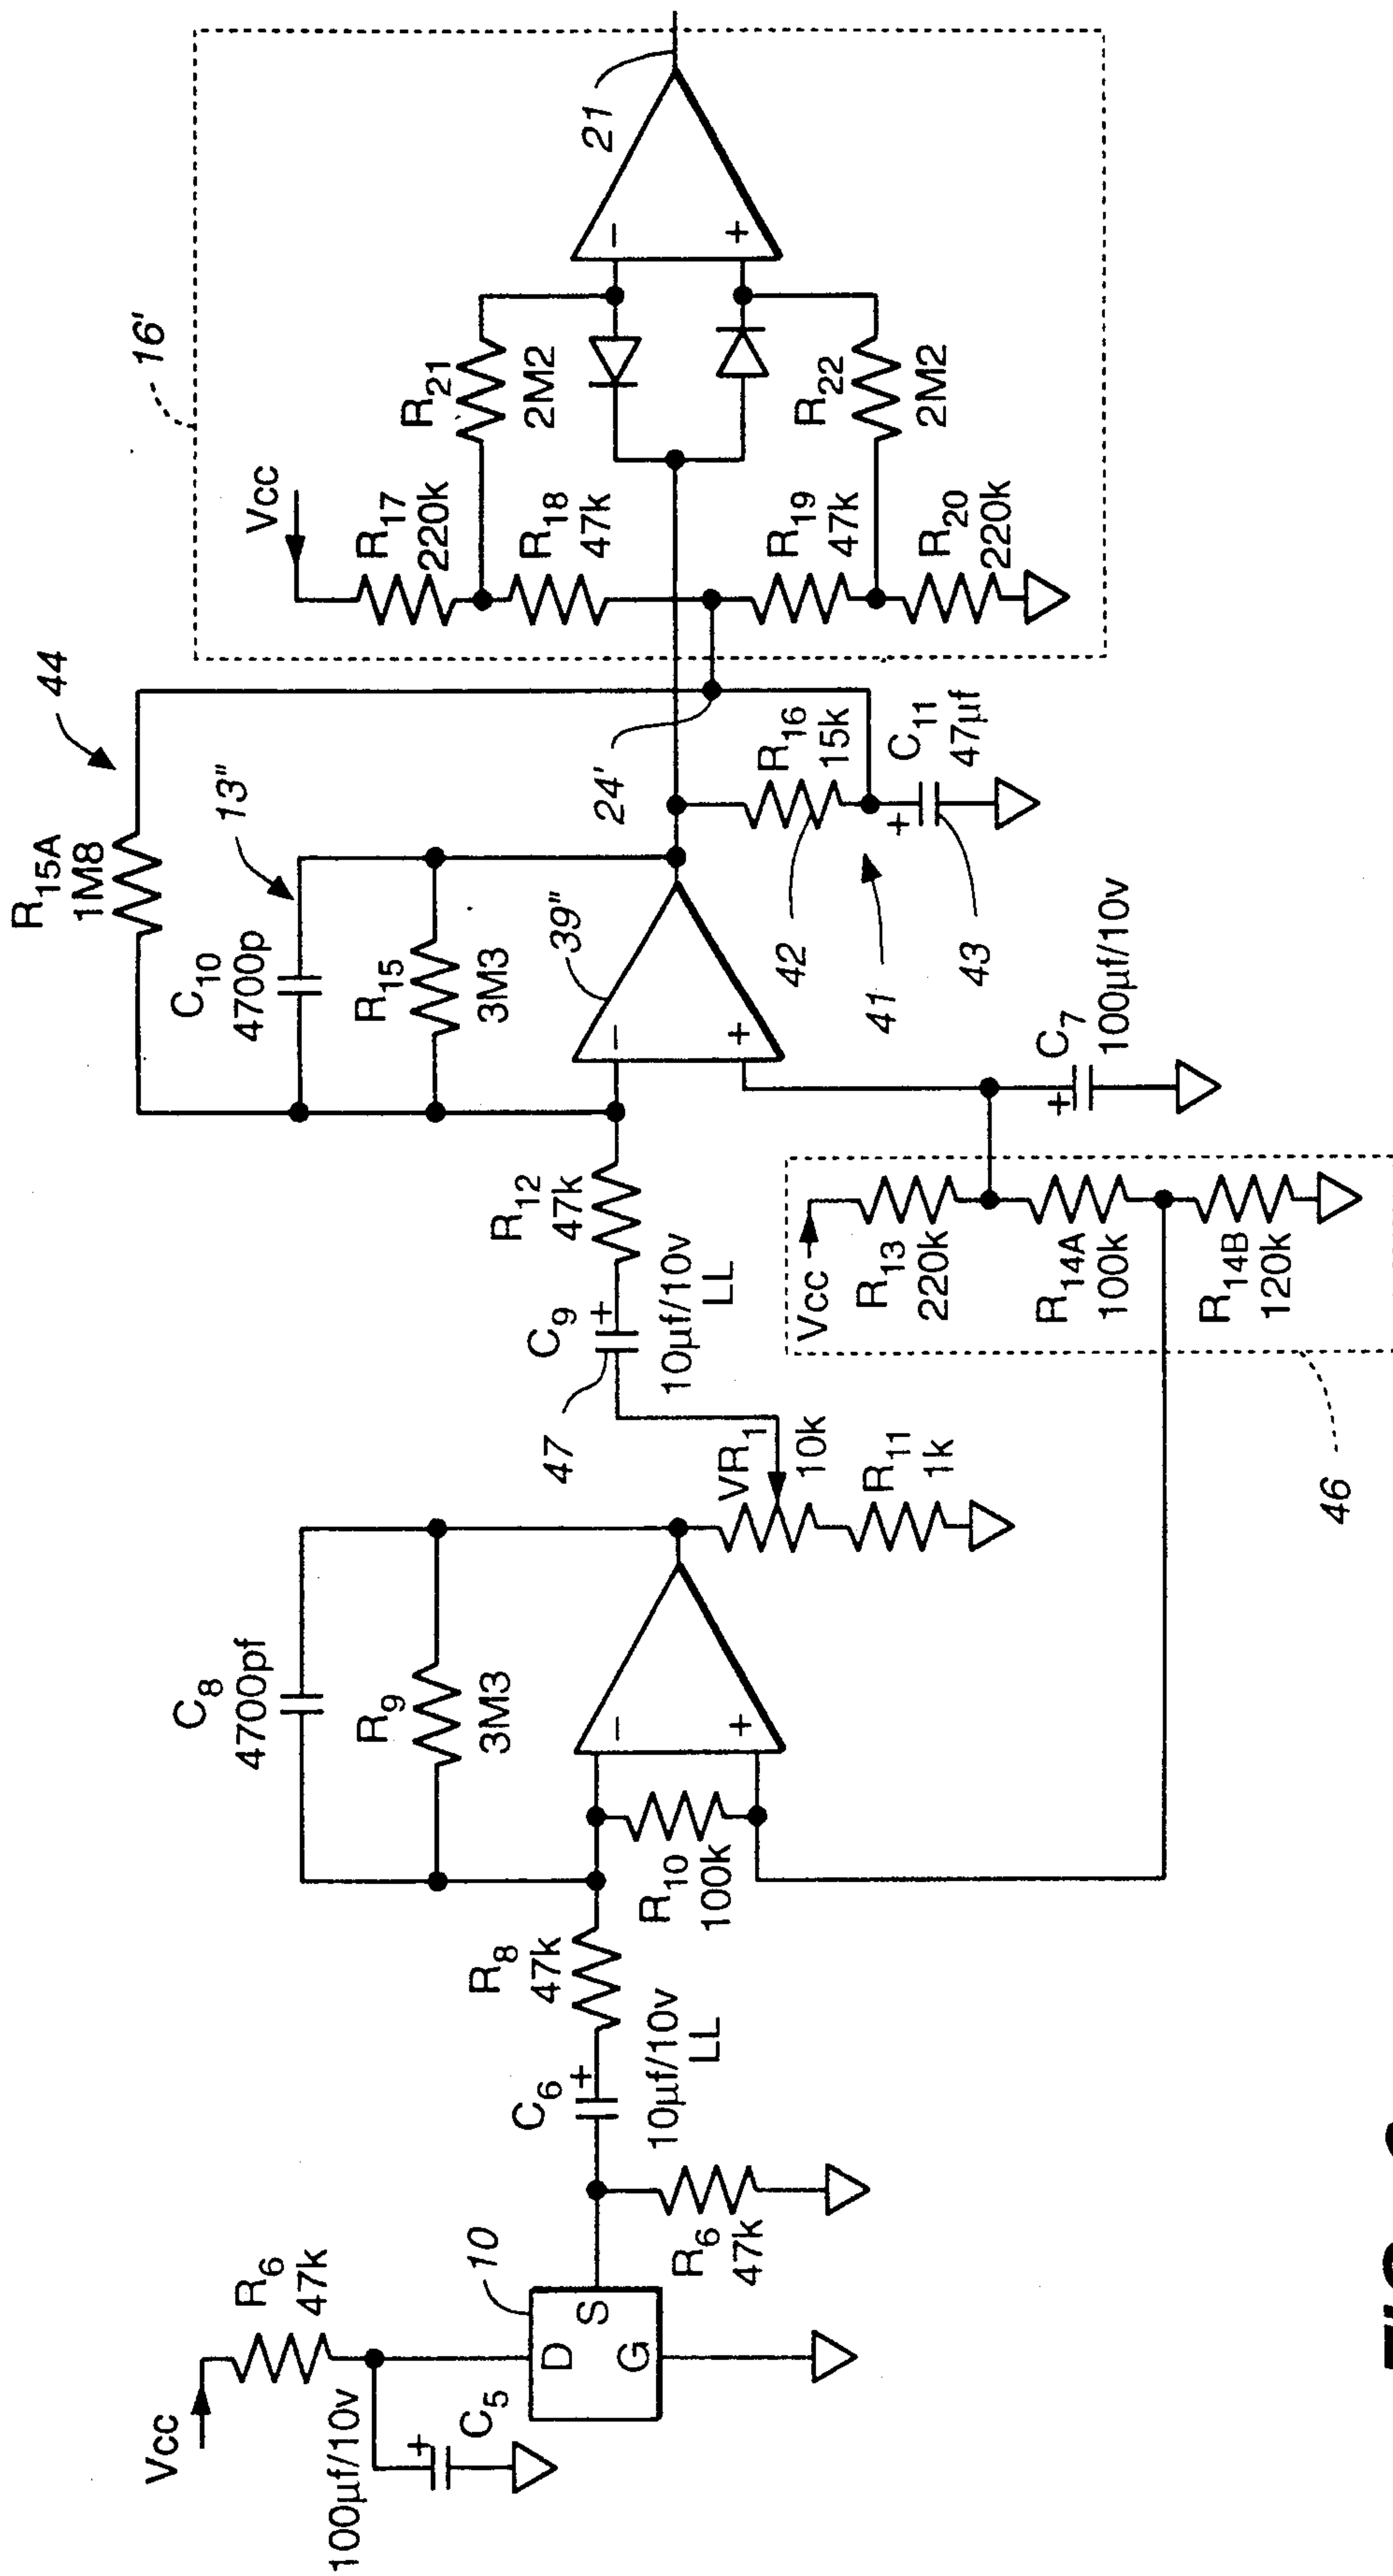 Vcc
R6
47k
100µf/10v
+
C5
10
D
S
G
R6
47k
C6
+
10µf/10v
LL
R8
47k
R10
100k
C8
4700pf
R9
3M3
−
+
VR1
10k
R11
1k
47
C9
+
10µf/10v
LL
R12
47k
46
Vcc
R13
220k
R14A
100k
R14B
120k
C7
+
100µf/10v
R15A
1M8
44
C10
4700p
13"
R15
3M3
39"
−
+
24'
R16
15k
42
41
+
C11
47µf
43
16'
Vcc
R17
220k
R18
47k
R19
47k
R20
220k
R21
2M2
R22
2M2
−
+
21